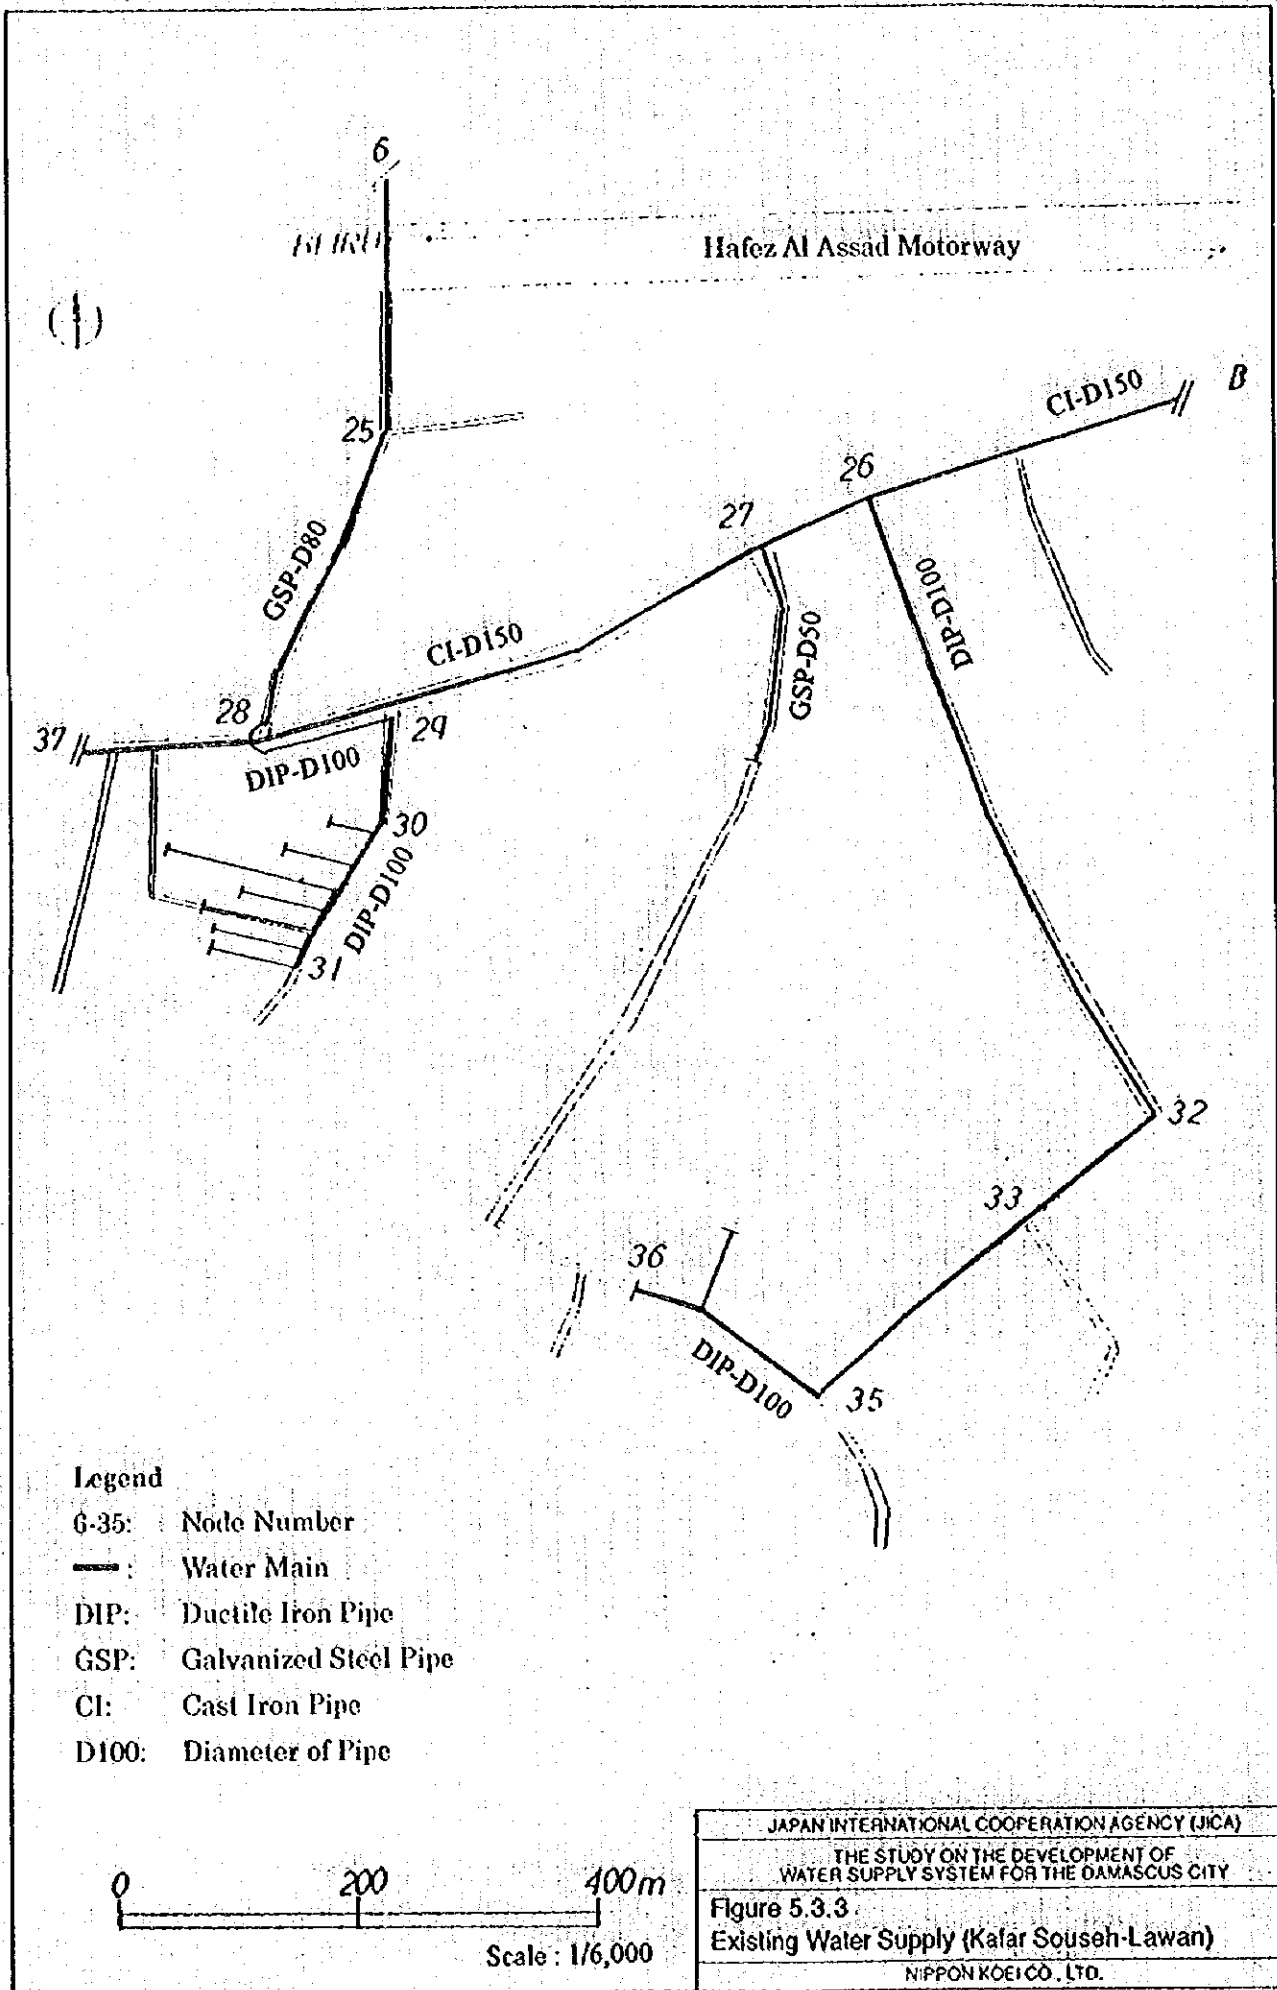 6
Hafez Al Assad Motorway
B
CI-D150
25
26
27
GSP-D80
DIP-D100
CI-D150
GSP-D50
28
29
37
DIP-D100
30
DIP-D100
31
32
33
36
DIP-D100
35
Legend
6-35: Node Number
: Water Main
DIP: Ductile Iron Pipe
GSP: Galvanized Steel Pipe
CI: Cast Iron Pipe
D100: Diameter of Pipe
0 200 400m
Scale : 1/6,000
JAPAN INTERNATIONAL COOPERATION AGENCY (JICA)
THE STUDY ON THE DEVELOPMENT OF
WATER SUPPLY SYSTEM FOR THE DAMASCUS CITY
Figure 5.3.3
Existing Water Supply (Kafar Souseh-Lawan)
NIPPON KOEI CO., LTD.